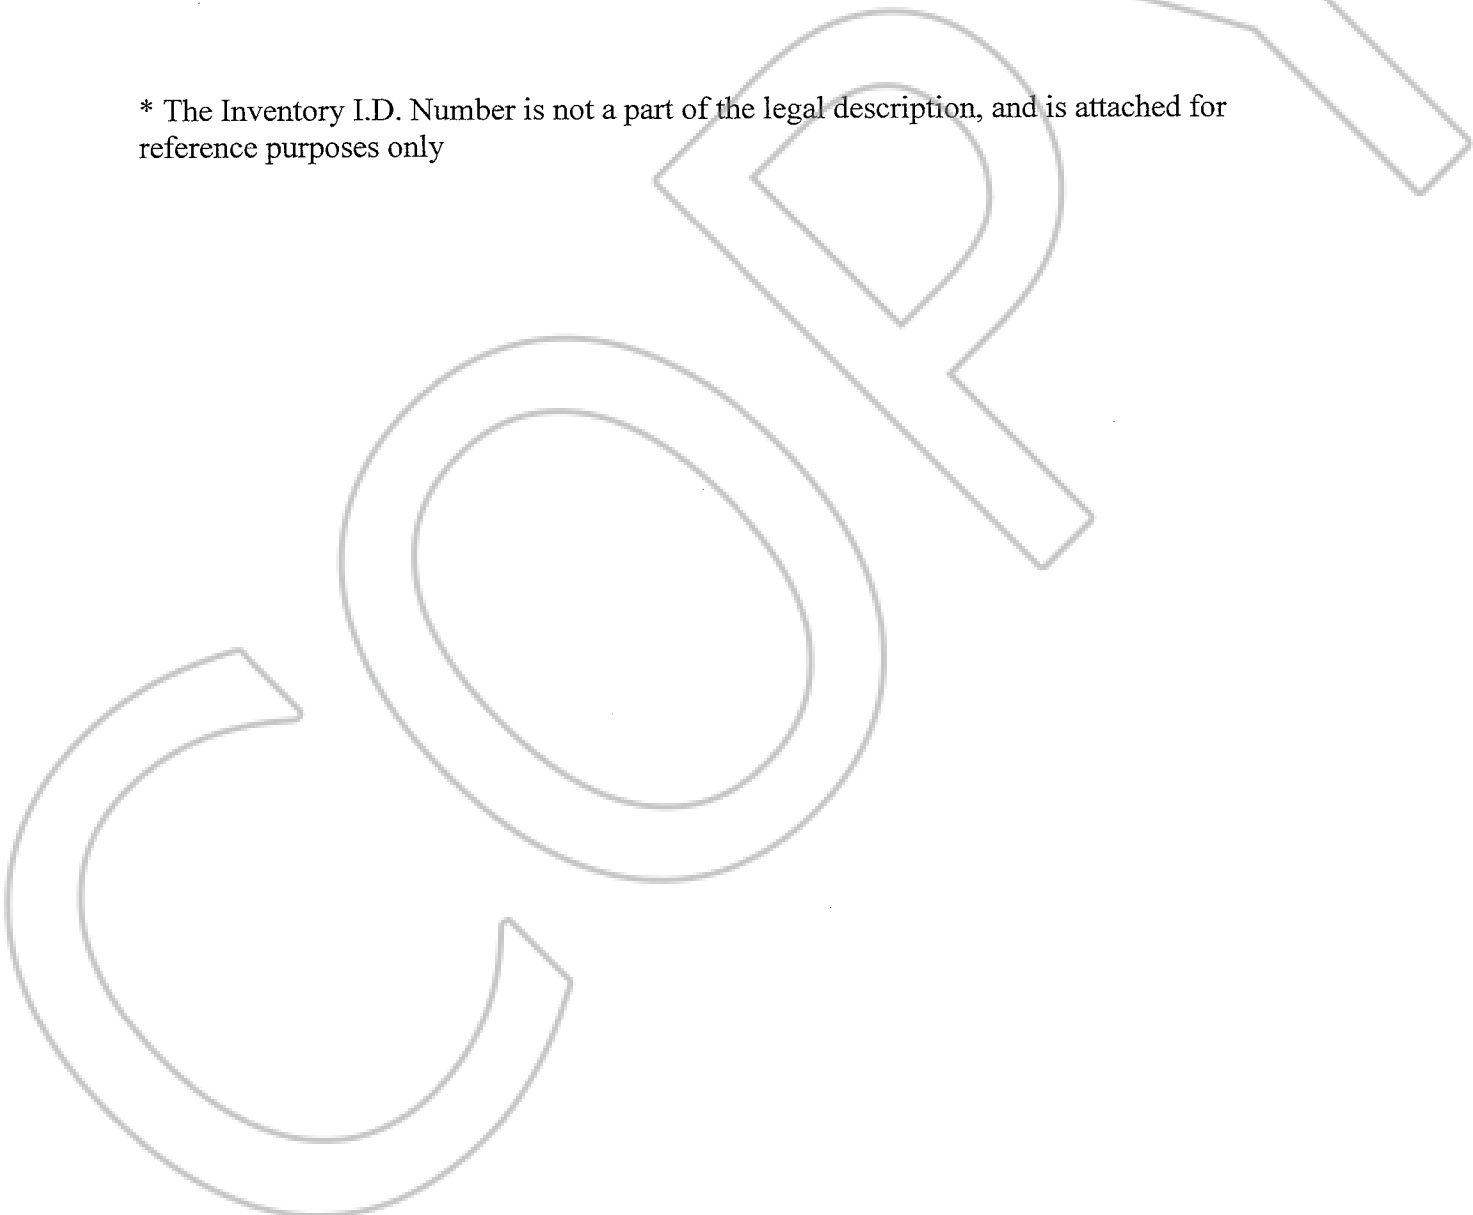 * The Inventory I.D. Number is not a part of the legal description, and is attached for
reference purposes only
COPY